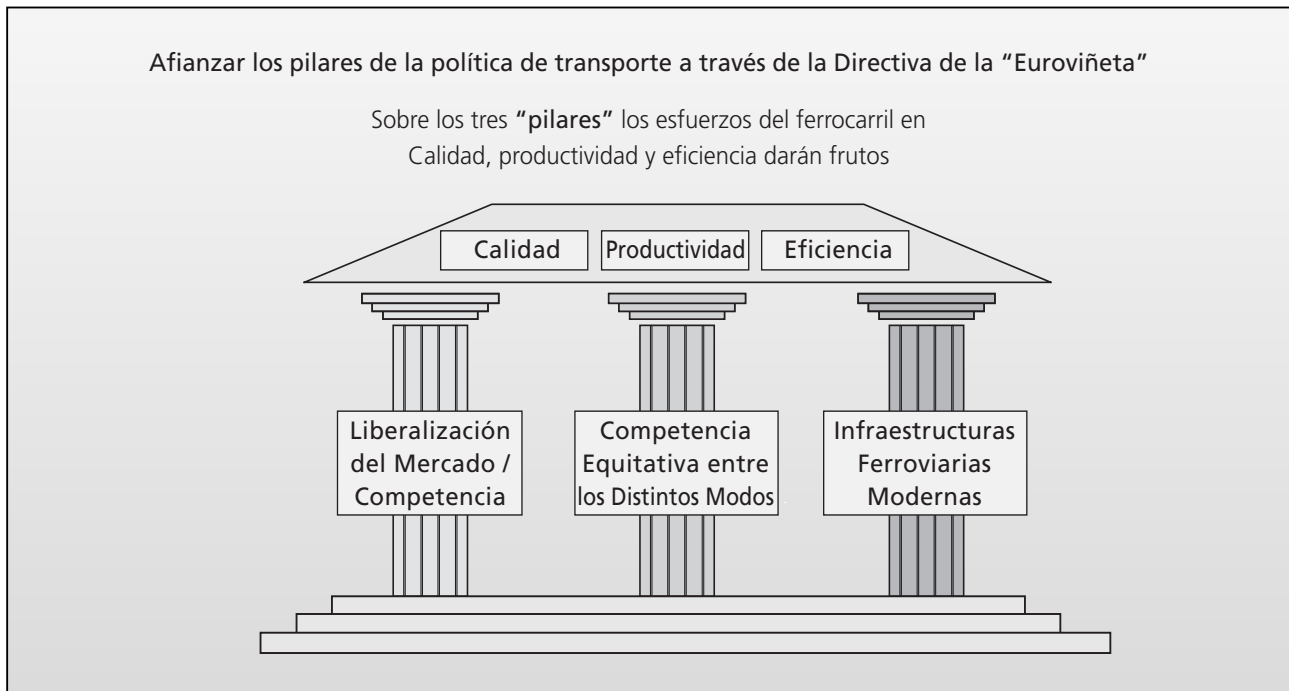 Afianzar los pilares de la política de transporte a través de la Directiva de la “Euroviñeta”
Sobre los tres “pilares” los esfuerzos del ferrocarril en
Calidad, productividad y eficiencia darán frutos
Calidad
Productividad
Eficiencia
Liberalización
del Mercado /
Competencia
Competencia
Equitativa entre
los Distintos Modos
Infraestructuras
Ferroviarias
Modernas